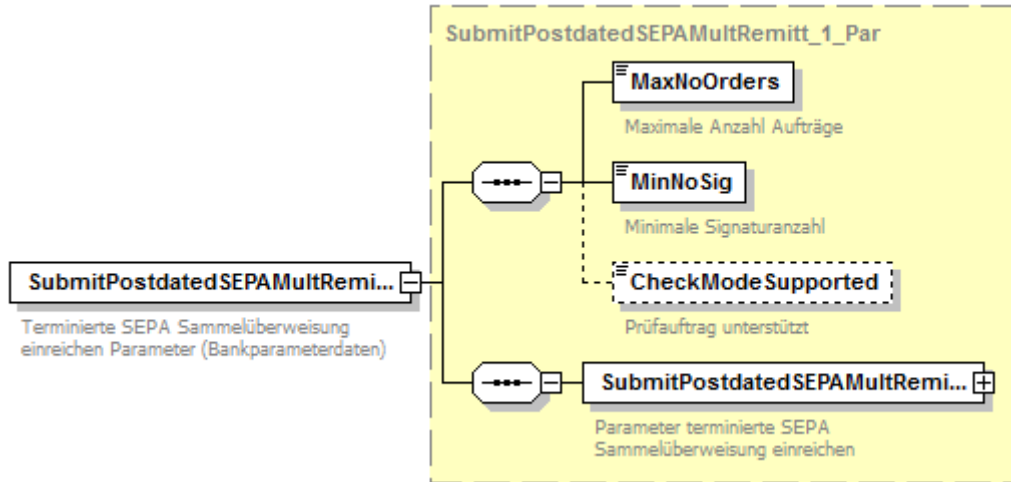 SubmitPostdatedSEPAMultRemitt_1_Par
MaxNoOrders
Maximale Anzahl Aufträge
MinNoSig
Minimale Signaturanzahl
SubmitPostdatedSEPAMultRemi...
Terminierte SEPA Sammelüberweisung
einreichen Parameter (Bankparameterdaten)
CheckModeSupported
Prüfauftrag unterstützt
SubmitPostdatedSEPAMultRemi...
Parameter terminierte SEPA
Sammelüberweisung einreichen